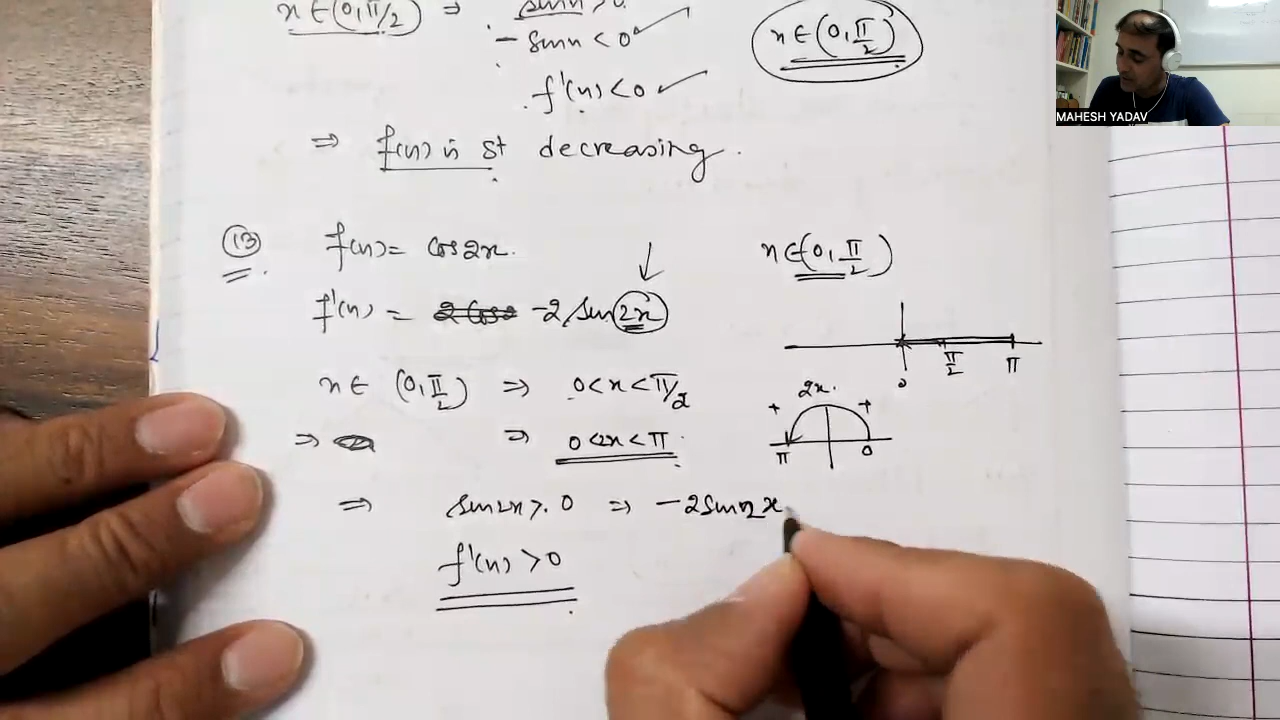 x ∈ (0, π/2) ⇒ sin x > 0
- sin x < 0
x ∈ (0, π/2)
f'(x) < 0
⇒ f(x) is st decreasing.
MAHESH YADAV
(13) f(x) = cos 2x.
x ∈ (0, π/2)
f'(x) = -2 sin 2x
0 π/2 π
x ∈ (0, π/2) ⇒ 0 < x < π/2
2x.
+ +
⇒ ⇒ 0 < 2x < π
π 0
⇒ sin 2x > 0 ⇒ -2 sin 2x
f'(x) > 0